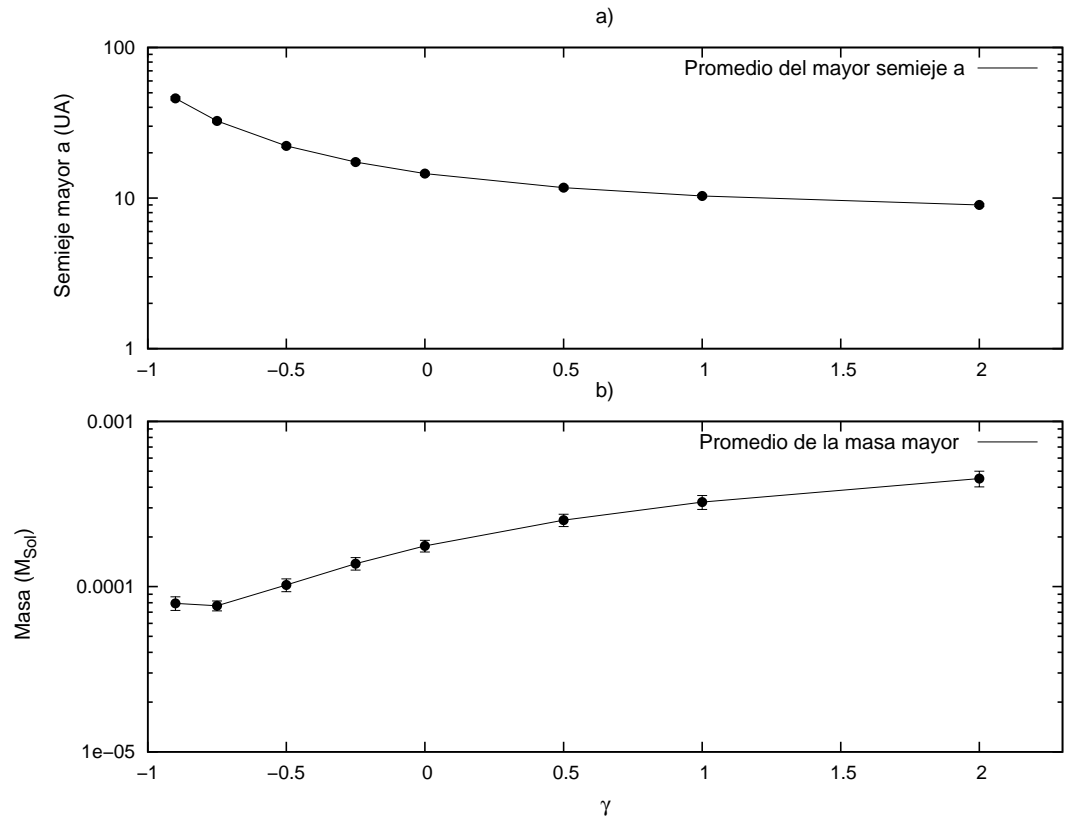 a)
100
10
1
Semieje mayor a (UA)
Promedio del mayor semieje a
−1 −0.5 0 0.5 1 1.5 2
b)
0.001
0.0001
1e−05
Masa (M_Sol)
Promedio de la masa mayor
−1 −0.5 0 0.5 1 1.5 2
γ